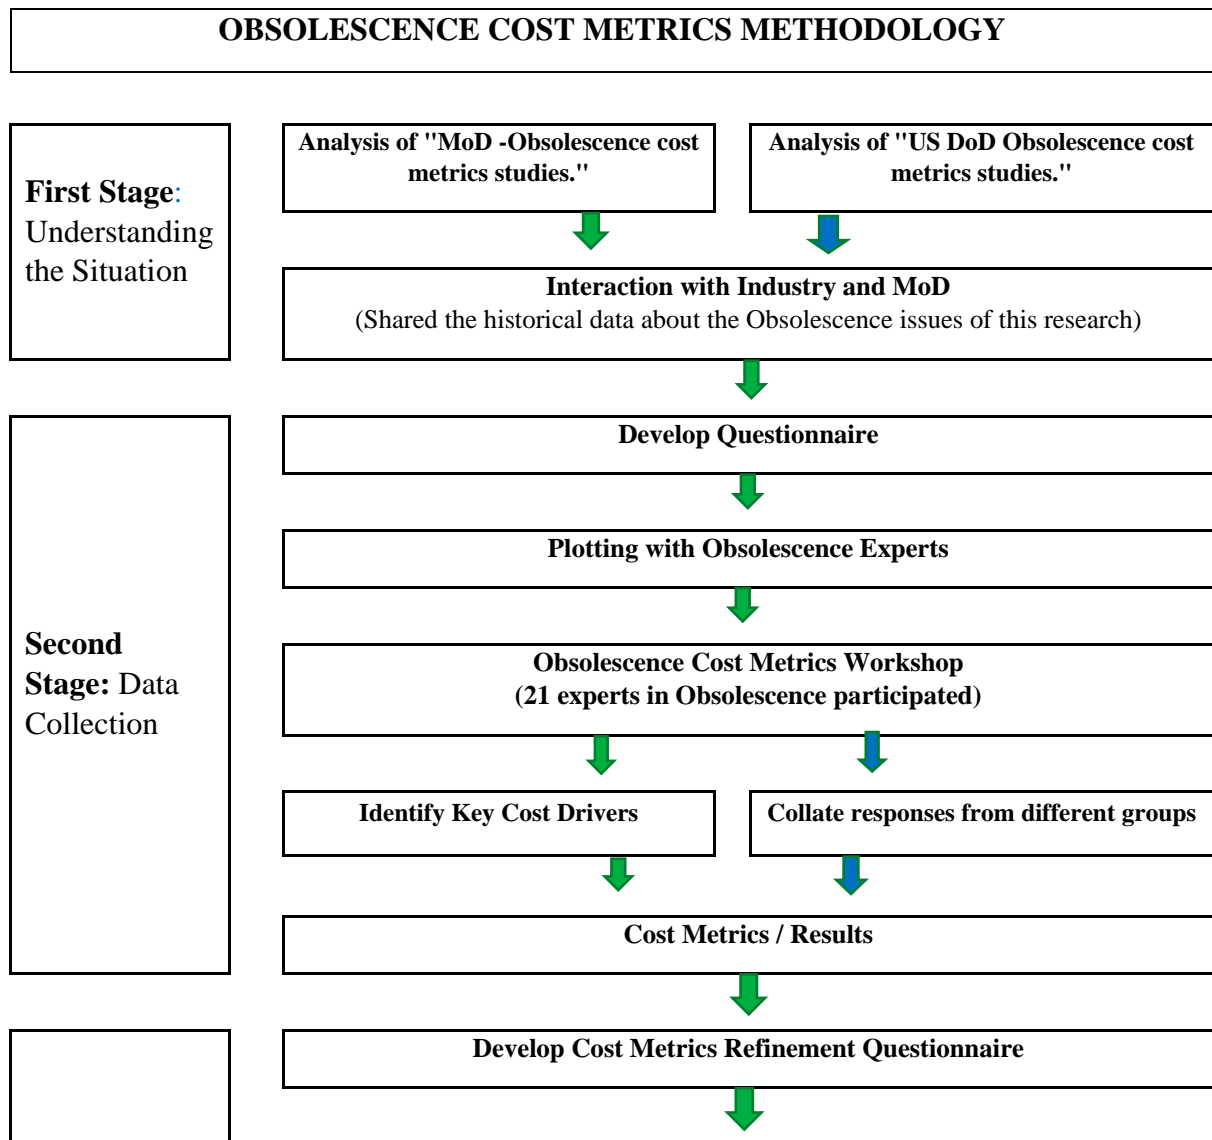 OBSOLESCENCE COST METRICS METHODOLOGY
First Stage:
Understanding
the Situation
Analysis of "MoD -Obsolescence cost
metrics studies."
Analysis of "US DoD Obsolescence cost
metrics studies."
Interaction with Industry and MoD
(Shared the historical data about the Obsolescence issues of this research)
Second
Stage: Data
Collection
Develop Questionnaire
Plotting with Obsolescence Experts
Obsolescence Cost Metrics Workshop
(21 experts in Obsolescence participated)
Identify Key Cost Drivers
Collate responses from different groups
Cost Metrics / Results
Develop Cost Metrics Refinement Questionnaire